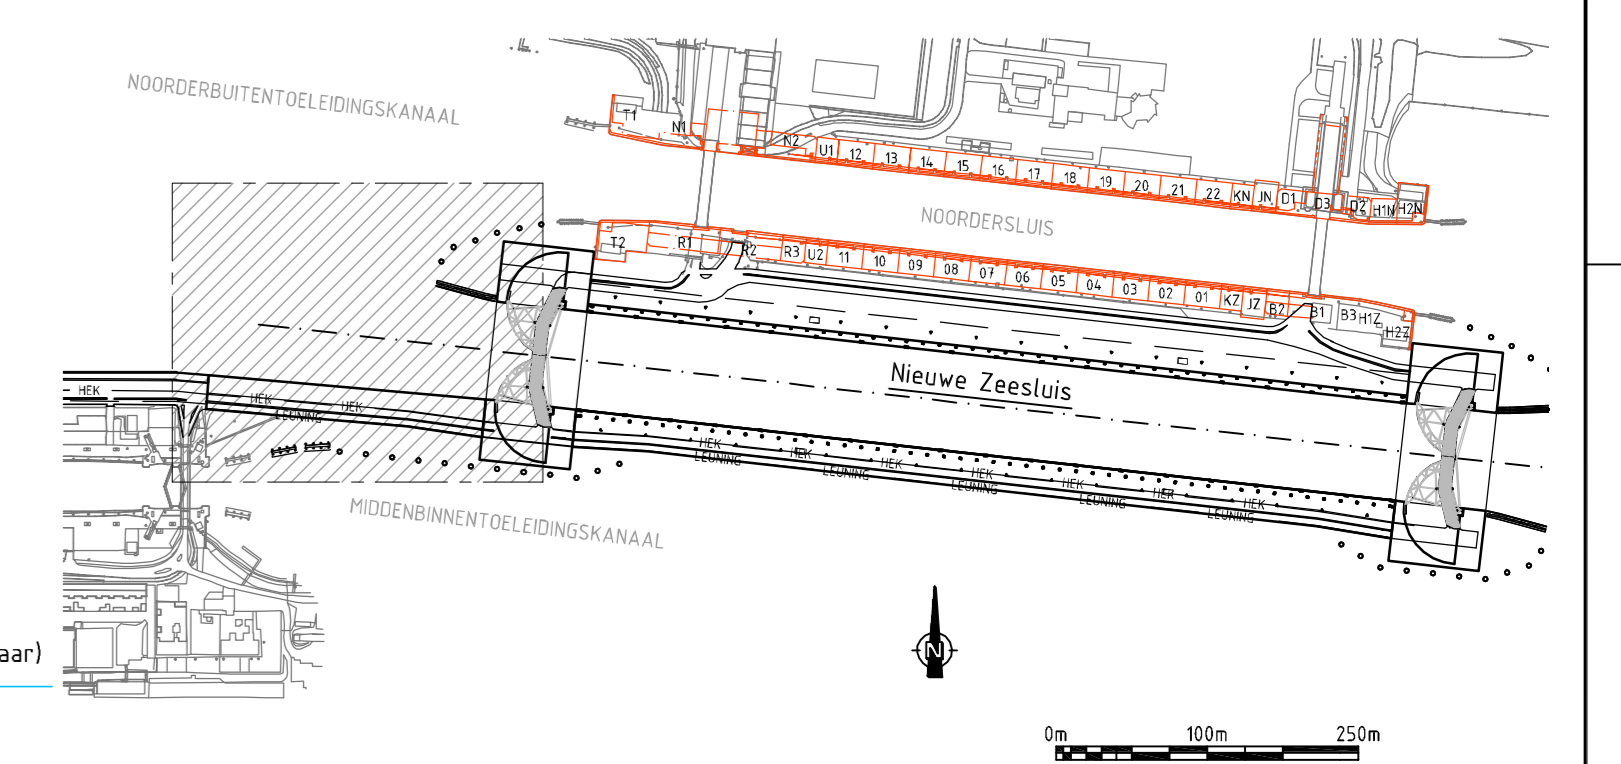 NOORDERBUITENTOELEIDINGSKANAAL
T1
N1
N2
U1 12 13 14 15 16 17 18 19 20 21 22 KN JN D1 D3 D2 H1N H2N
NOORDERSLUIS
T2 R1 R2 R3 U2 11 10 09 08 07 06 05 04 03 02 01 KZ JZ B2 B1 B3 H1Z H2Z
Nieuwe Zeesluis
HEK
HEK
HEK
LEUNING
HEK
HEK
HEK
HEK
HEK
HEK
HEK
LEUNING
LEUNING
LEUNING
LEUNING
LEUNING
MIDDENBINNENTOELEIDINGSKANAAL
N
aar)
0m 100m 250m